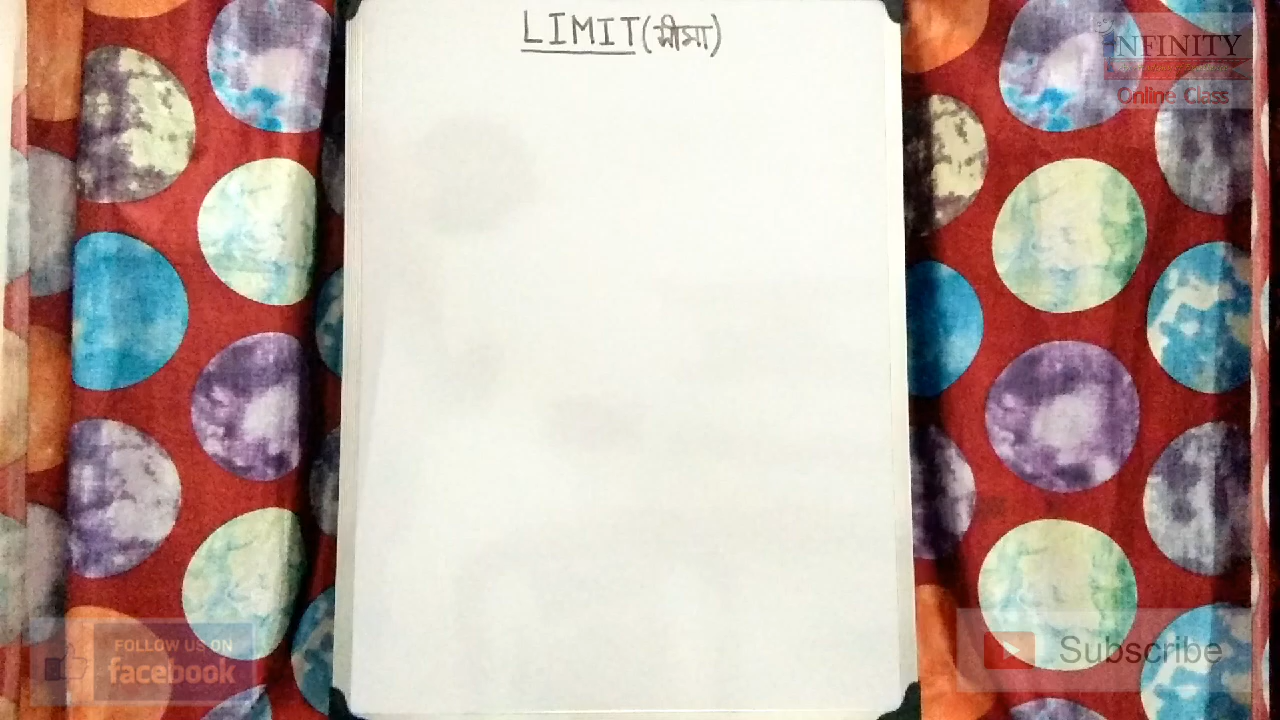 LIMIT(সীমা)
INFINITY
Online Class
FOLLOW US ON
facebook
Subscribe